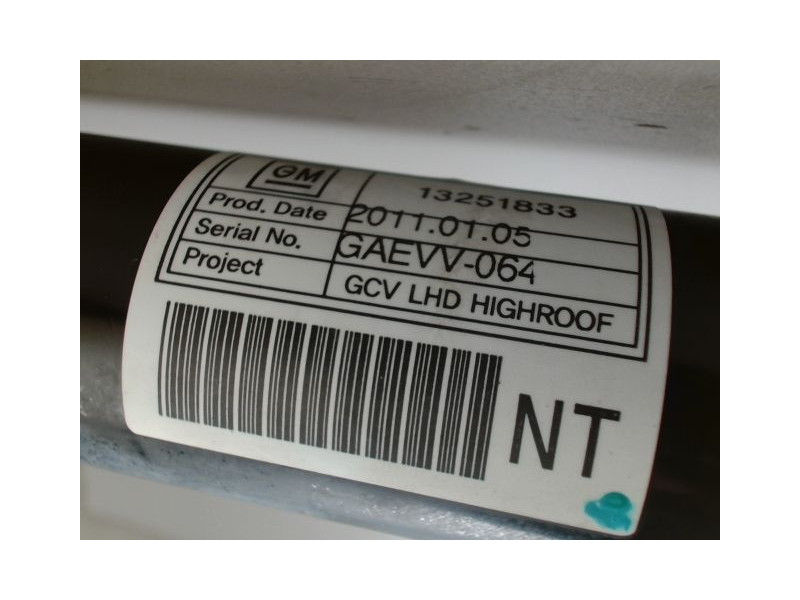 GM 13251833
Prod. Date 2011.01.05
Serial No. GAEVV-064
Project GCV LHD HIGHROOF
NT